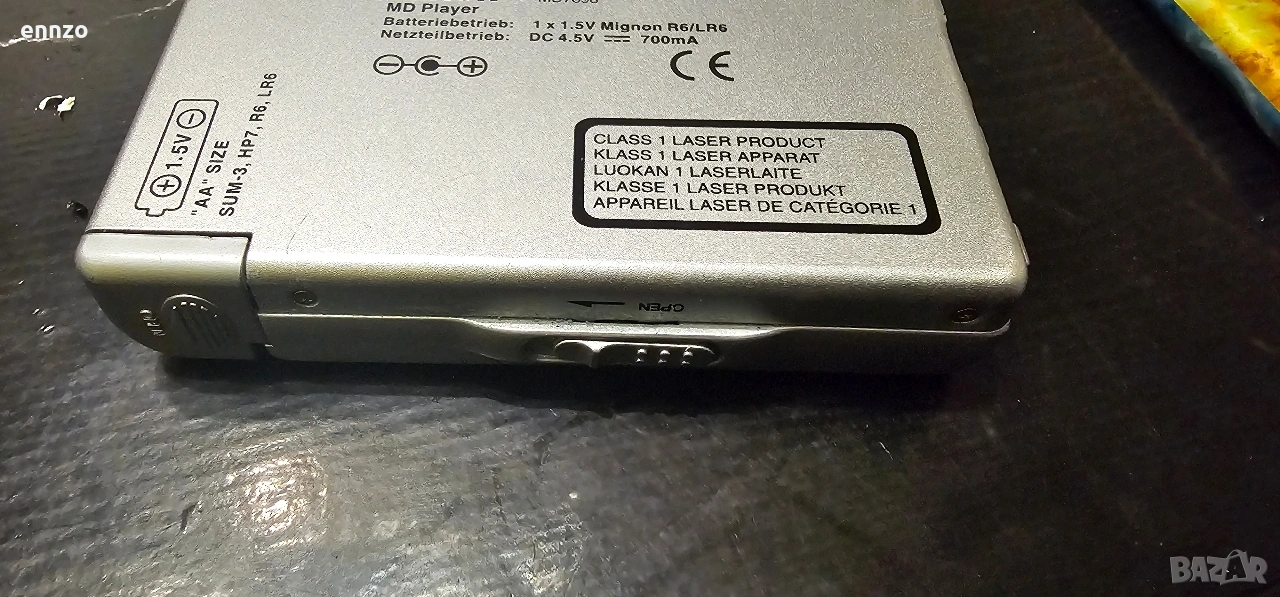 ennzo
MD Player
Batteriebetrieb: 1 x 1.5V Mignon R6/LR6
Netzteilbetrieb: DC 4.5V 700mA
CE
1.5V
"AA" SIZE
SUM-3, HP7, R6, LR6
CLASS 1 LASER PRODUCT
KLASS 1 LASER APPARAT
LUOKAN 1 LASERLAITE
KLASSE 1 LASER PRODUKT
APPAREIL LASER DE CATÉGORIE 1
OPEN
BAZAR